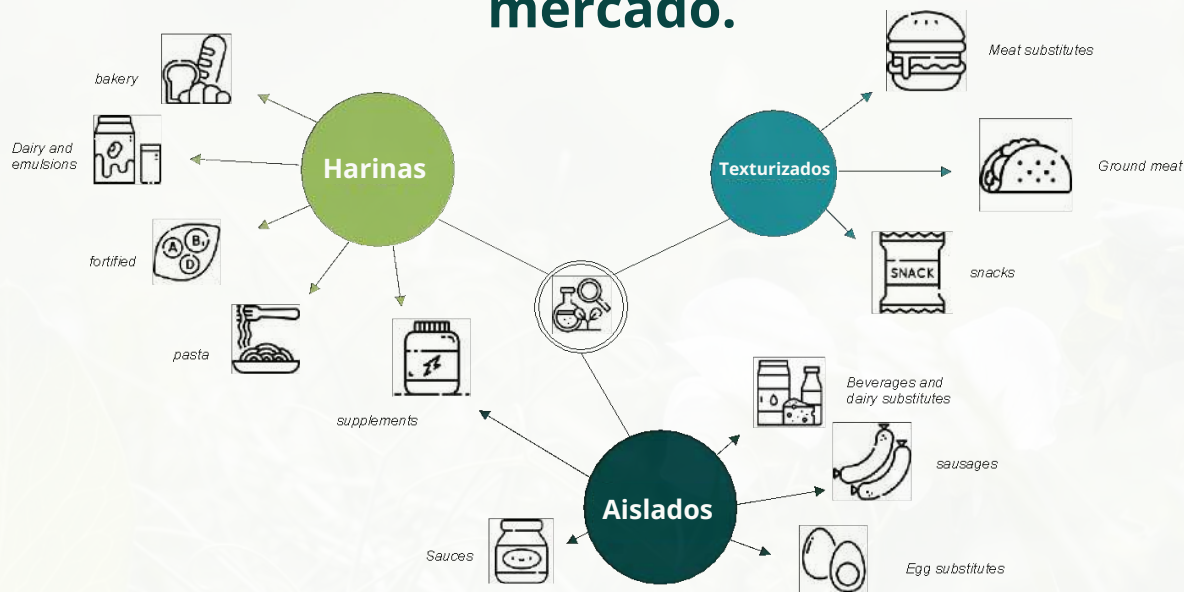 mercado.
bakery
Dairy and
emulsions
fortified
A
B₁
D
pasta
supplements
Harinas
Texturizados
Meat substitutes
Ground meat
SNACK
snacks
Aislados
Beverages and
dairy substitutes
sausages
Egg substitutes
Sauces